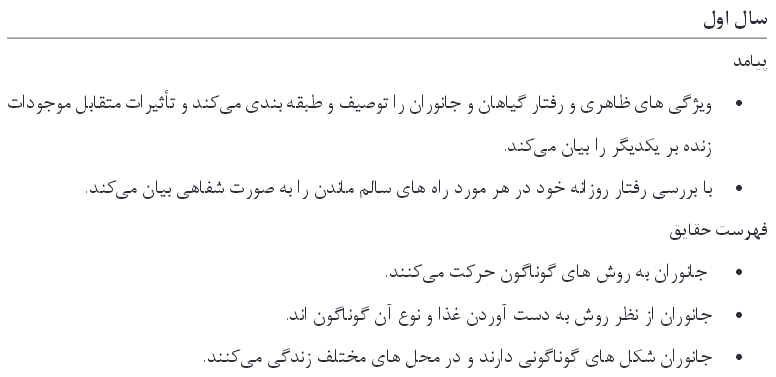 سال اول
پیامد
• ویژگی های ظاهری و رفتار گیاهان و جانوران را توصیف و طبقه بندی می‌کند و تأثیرات متقابل موجودات
زنده بر یکدیگر را بیان می‌کند.
• با بررسی رفتار روزانه خود در هر مورد راه های سالم ماندن را به صورت شفاهی بیان می‌کند.
فهرست حقایق
• جانوران به روش های گوناگون حرکت می‌کنند.
• جانوران از نظر روش به دست آوردن غذا و نوع آن گوناگون اند.
• جانوران شکل های گوناگونی دارند و در محل های مختلف زندگی می‌کنند.